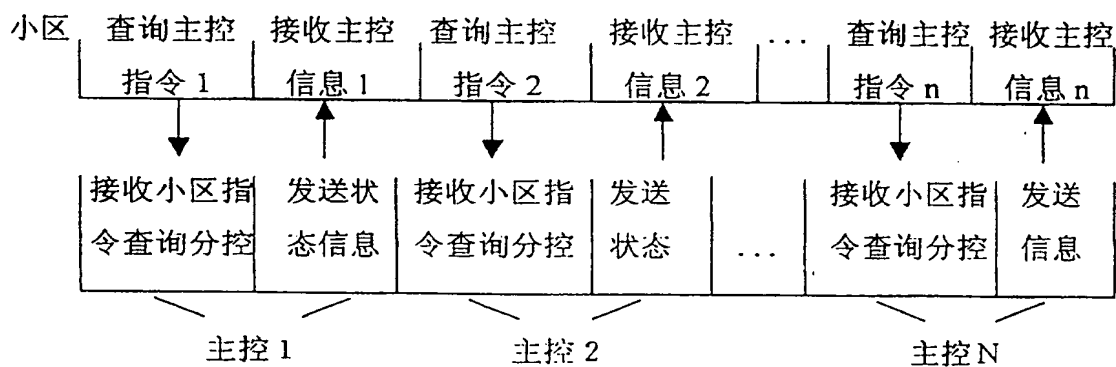 小区 查询主控 接收主控 查询主控 接收主控 ... 查询主控 接收主控
指令 1 信息 1 指令 2 信息 2 指令 n 信息 n
接收小区指 发送状 接收小区指 发送 接收小区指 发送
令查询分控 态信息 令查询分控 状态 ... 令查询分控 信息
主控 1 主控 2 主控 N